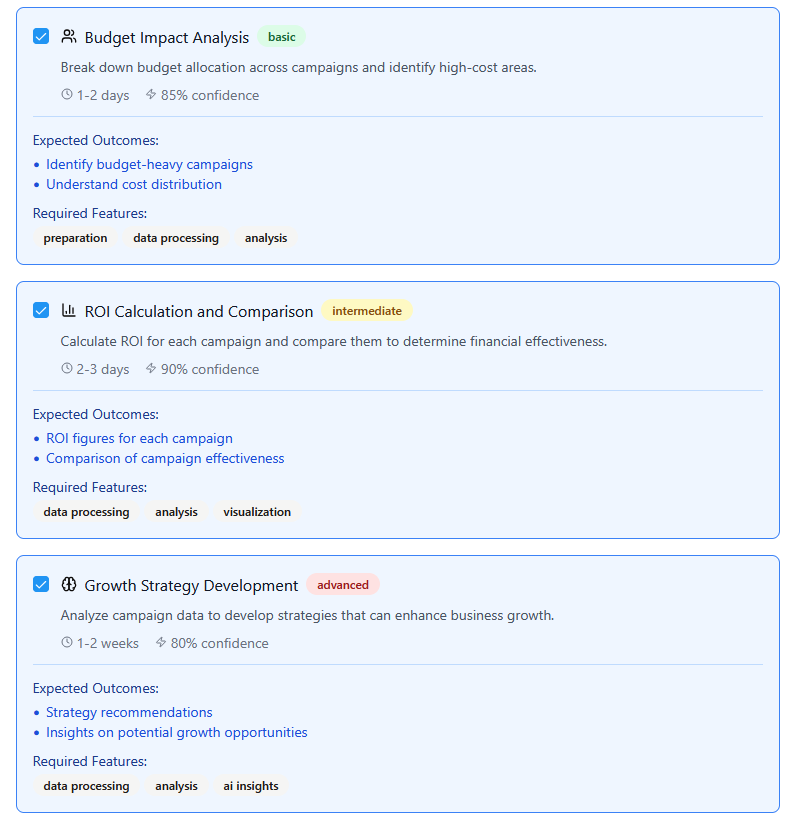 Budget Impact Analysis basic
Break down budget allocation across campaigns and identify high-cost areas.
1-2 days 85% confidence
Expected Outcomes:
• Identify budget-heavy campaigns
• Understand cost distribution
Required Features:
preparation data processing analysis
ROI Calculation and Comparison intermediate
Calculate ROI for each campaign and compare them to determine financial effectiveness.
2-3 days 90% confidence
Expected Outcomes:
• ROI figures for each campaign
• Comparison of campaign effectiveness
Required Features:
data processing analysis visualization
Growth Strategy Development advanced
Analyze campaign data to develop strategies that can enhance business growth.
1-2 weeks 80% confidence
Expected Outcomes:
• Strategy recommendations
• Insights on potential growth opportunities
Required Features:
data processing analysis ai insights